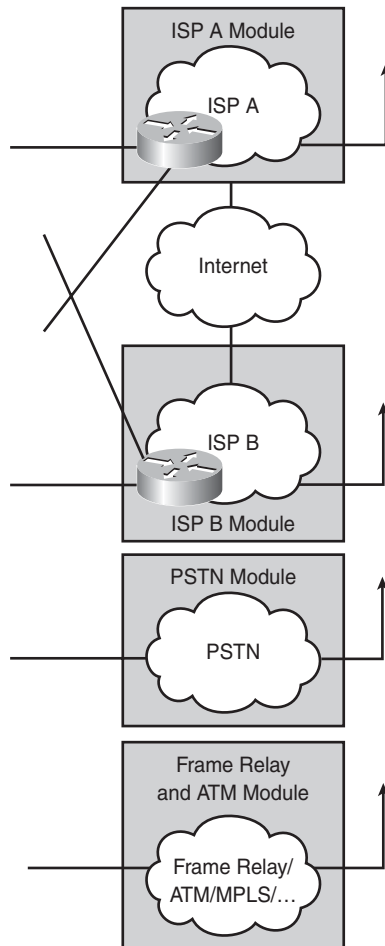 ISP A Module
ISP A
Internet
ISP B
ISP B Module
PSTN Module
PSTN
Frame Relay
and ATM Module
Frame Relay/
ATM/MPLS/…